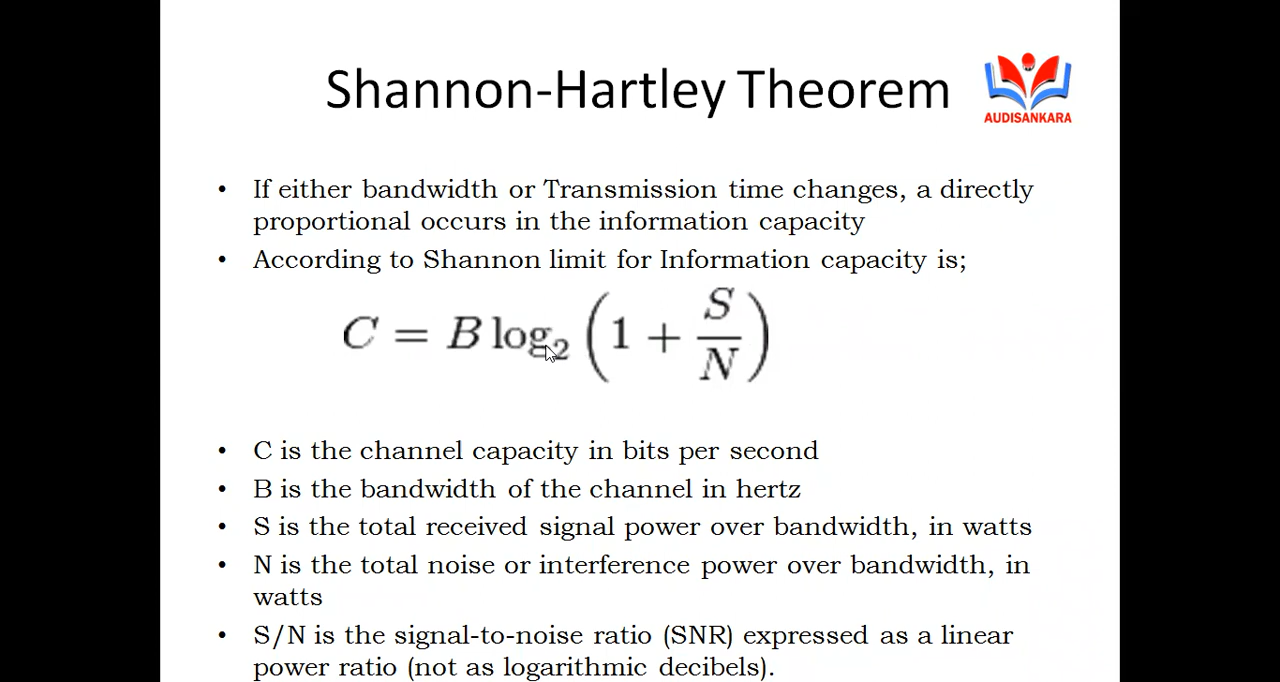 Shannon-Hartley Theorem
AUDISANKARA
• If either bandwidth or Transmission time changes, a directly
proportional occurs in the information capacity
• According to Shannon limit for Information capacity is;
C = B log₂ (1 + S/N)
• C is the channel capacity in bits per second
• B is the bandwidth of the channel in hertz
• S is the total received signal power over bandwidth, in watts
• N is the total noise or interference power over bandwidth, in
watts
• S/N is the signal-to-noise ratio (SNR) expressed as a linear
power ratio (not as logarithmic decibels).